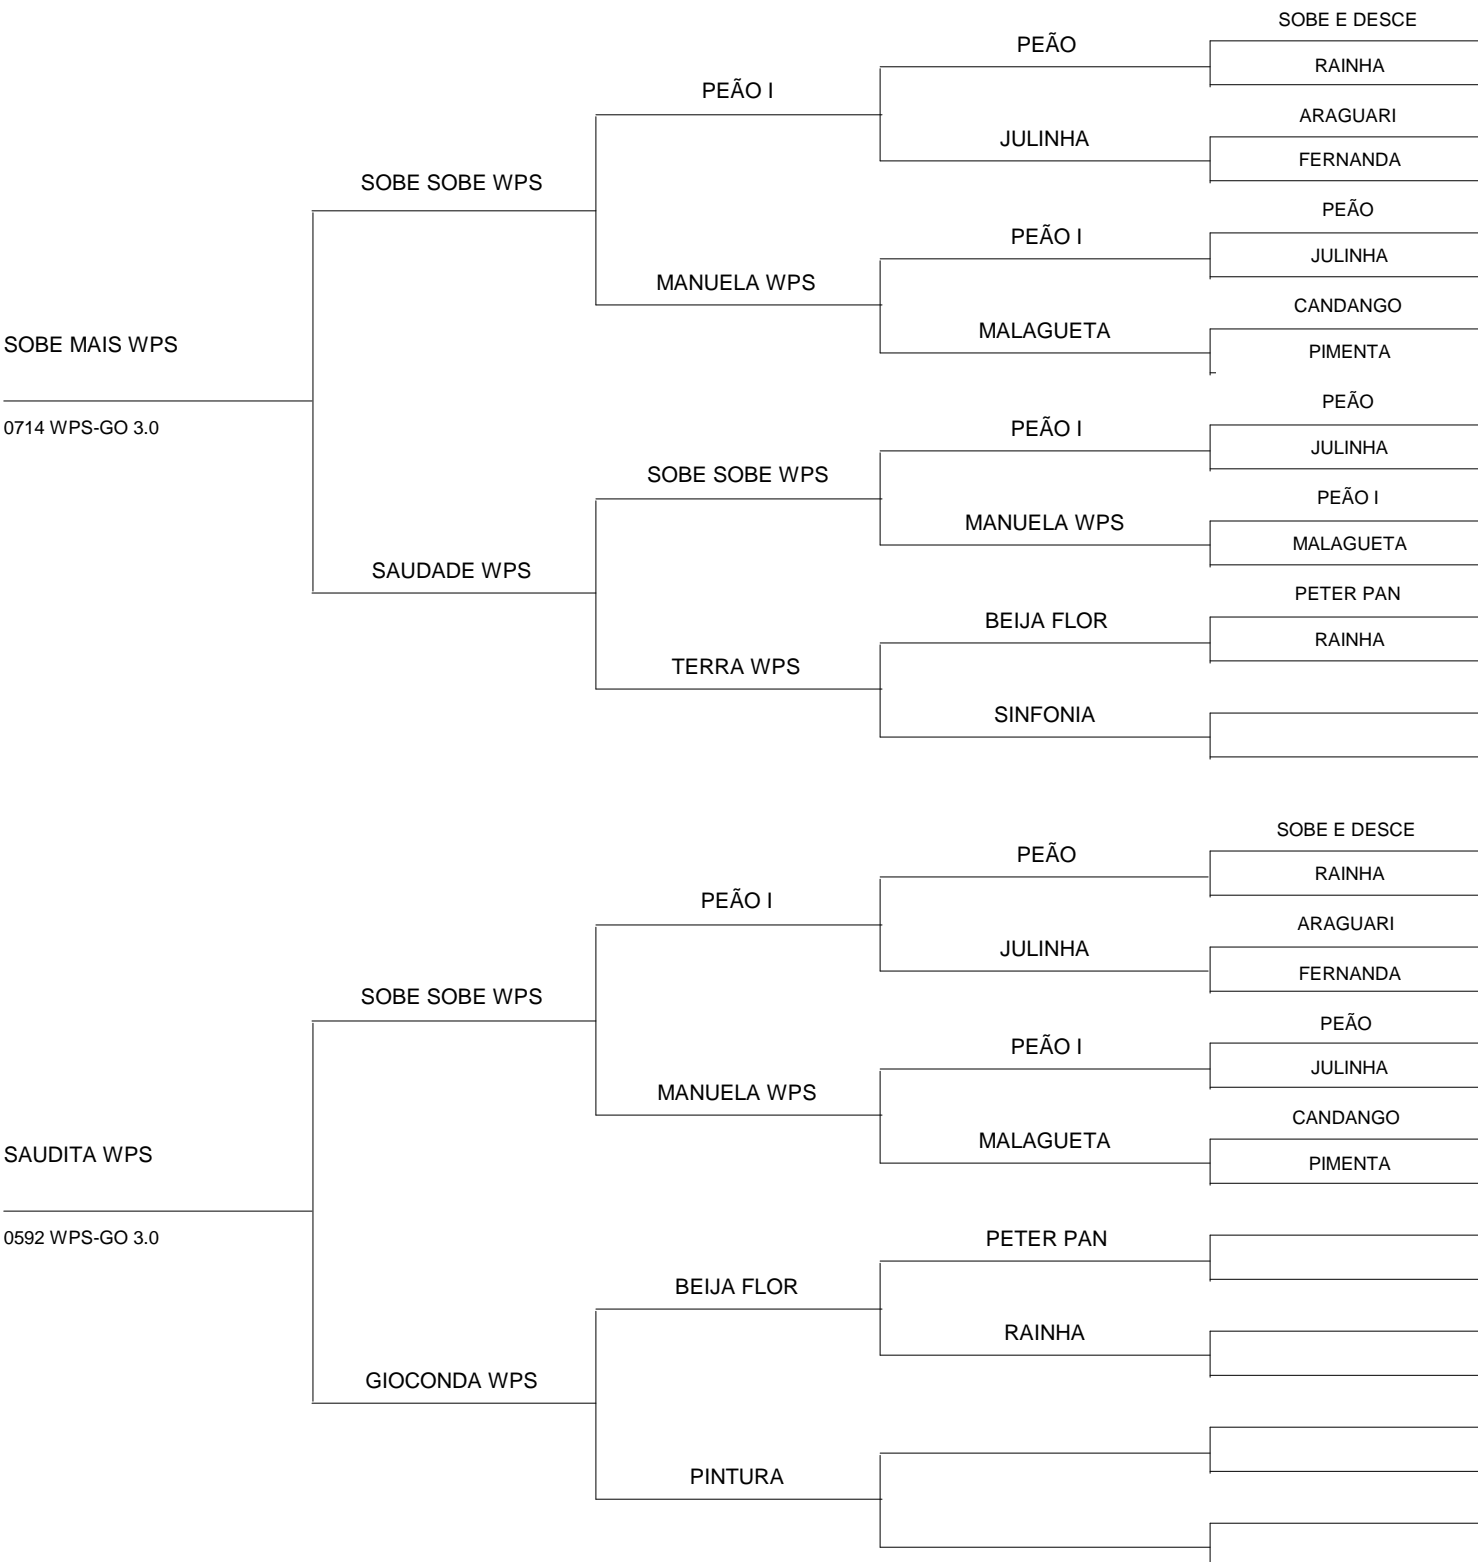 SOBE E DESCE
PEÃO
RAINHA
PEÃO I
ARAGUARI
JULINHA
FERNANDA
SOBE SOBE WPS
PEÃO
PEÃO I
JULINHA
MANUELA WPS
CANDANGO
MALAGUETA
SOBE MAIS WPS
PIMENTA
PEÃO
0714 WPS-GO 3.0
PEÃO I
JULINHA
SOBE SOBE WPS
PEÃO I
MANUELA WPS
MALAGUETA
SAUDADE WPS
PETER PAN
BEIJA FLOR
RAINHA
TERRA WPS
SINFONIA
SOBE E DESCE
PEÃO
RAINHA
PEÃO I
ARAGUARI
JULINHA
FERNANDA
SOBE SOBE WPS
PEÃO
PEÃO I
JULINHA
MANUELA WPS
CANDANGO
MALAGUETA
SAUDITA WPS
PIMENTA
0592 WPS-GO 3.0
PETER PAN
BEIJA FLOR
RAINHA
GIOCONDA WPS
PINTURA